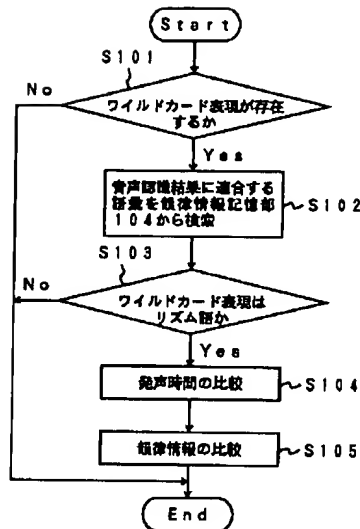 Start
S101
No
ワイルドカード表現が存在
するか
Yes
音声認識結果に適合する
語彙を韻律情報記憶部
104から検索
S102
S103
No
ワイルドカード表現は
リズム語か
Yes
発声時間の比較
S104
韻律情報の比較
S105
End